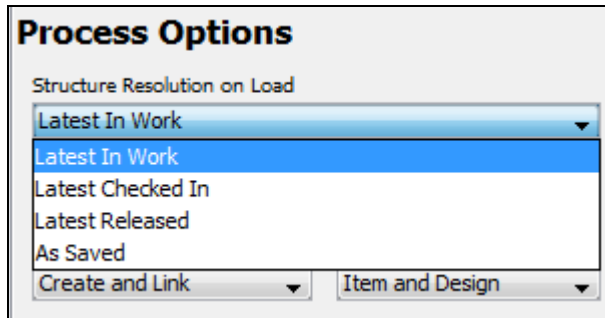 Process Options
Structure Resolution on Load
Latest In Work
Latest In Work
Latest Checked In
Latest Released
As Saved
Create and Link Item and Design